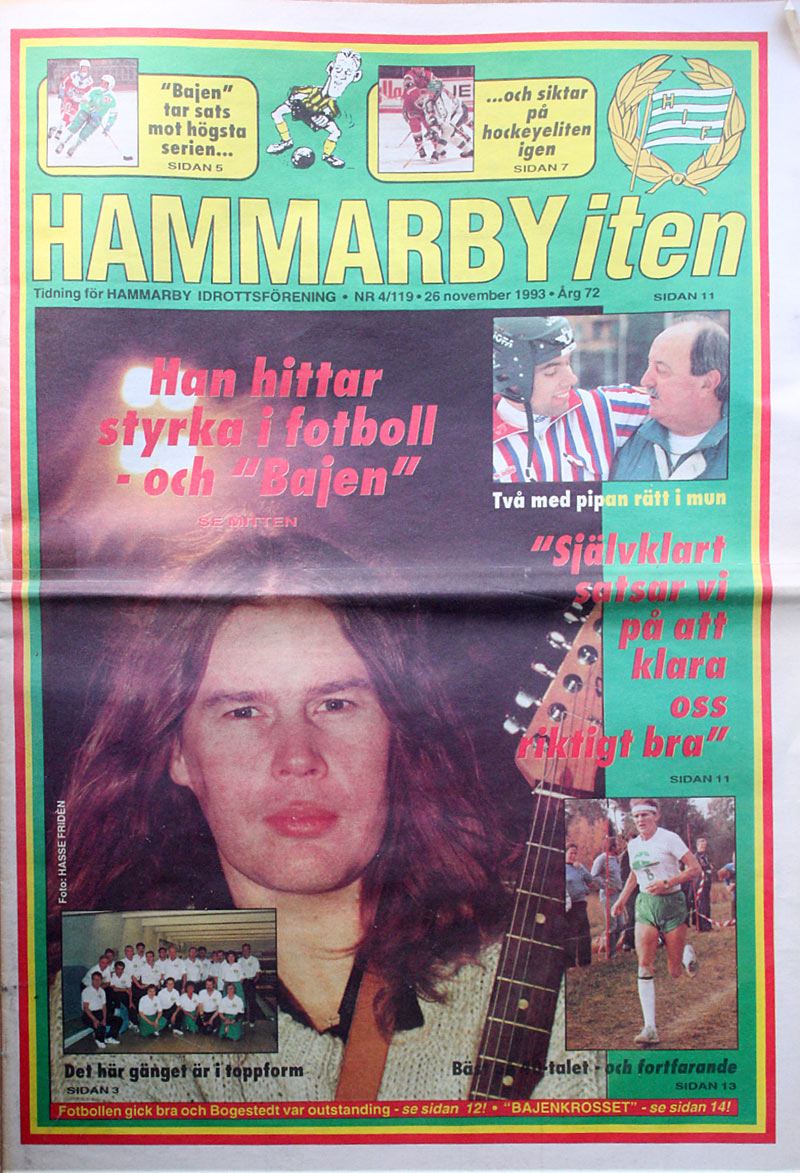 "Bajen"
tar sats
mot högsta
serien...
SIDAN 5
...och siktar
på
hockeyeliten
igen
SIDAN 7
HIF
HAMMARBYiten
Tidning för HAMMARBY IDROTTSFÖRENING • NR 4/119 • 26 november 1993 • Årg 72
SIDAN 11
Han hittar
styrka i fotboll
- och "Bajen"
SE MITTEN
Två med pipan rätt i mun
"Självklart
satsar vi
på att
klara
oss
riktigt bra"
SIDAN 11
Foto: HASSE FRIDÉN
Det här gänget är i toppform
SIDAN 3
Bäst på -talet - och fortfarande
SIDAN 13
Fotbollen gick bra och Bogestedt var outstanding - se sidan 12! • "BAJENKROSSET" - se sidan 14!